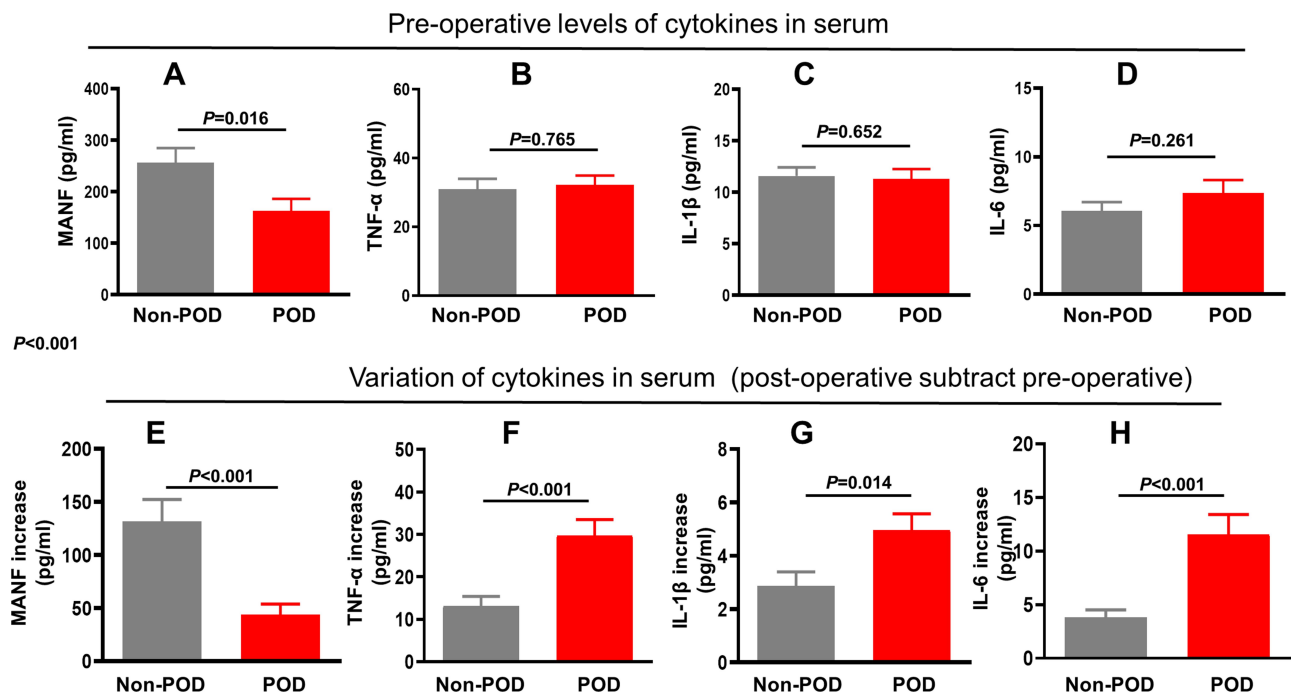 Pre-operative levels of cytokines in serum
A
MANF (pg/ml)
400
300
200
100
0
P=0.016
Non-POD POD
B
TNF-α (pg/ml)
60
40
20
0
P=0.765
Non-POD POD
C
IL-1β (pg/ml)
20
15
10
5
0
P=0.652
Non-POD POD
D
IL-6 (pg/ml)
15
10
5
0
P=0.261
Non-POD POD
P<0.001
Variation of cytokines in serum (post-operative subtract pre-operative)
E
MANF increase
(pg/ml)
200
150
100
50
0
P<0.001
Non-POD POD
F
TNF-α increase
(pg/ml)
50
40
30
20
10
0
P<0.001
Non-POD POD
G
IL-1β increase
(pg/ml)
8
6
4
2
0
P=0.014
Non-POD POD
H
IL-6 increase
(pg/ml)
20
15
10
5
0
P<0.001
Non-POD POD